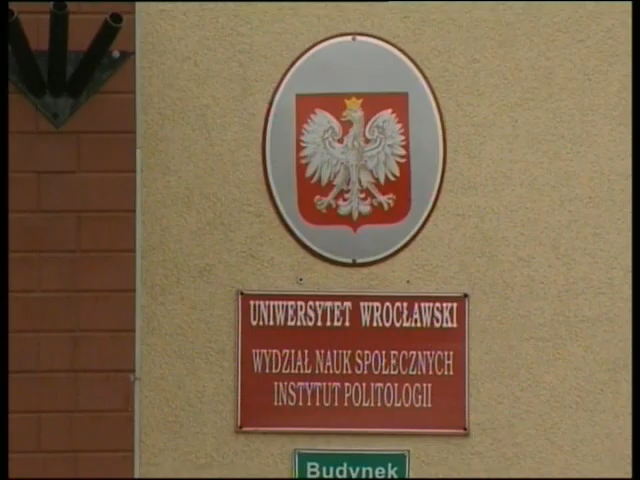 UNIWERSYTET WROCŁAWSKI
WYDZIAŁ NAUK SPOŁECZNYCH
INSTYTUT POLITOLOGII
Budynek